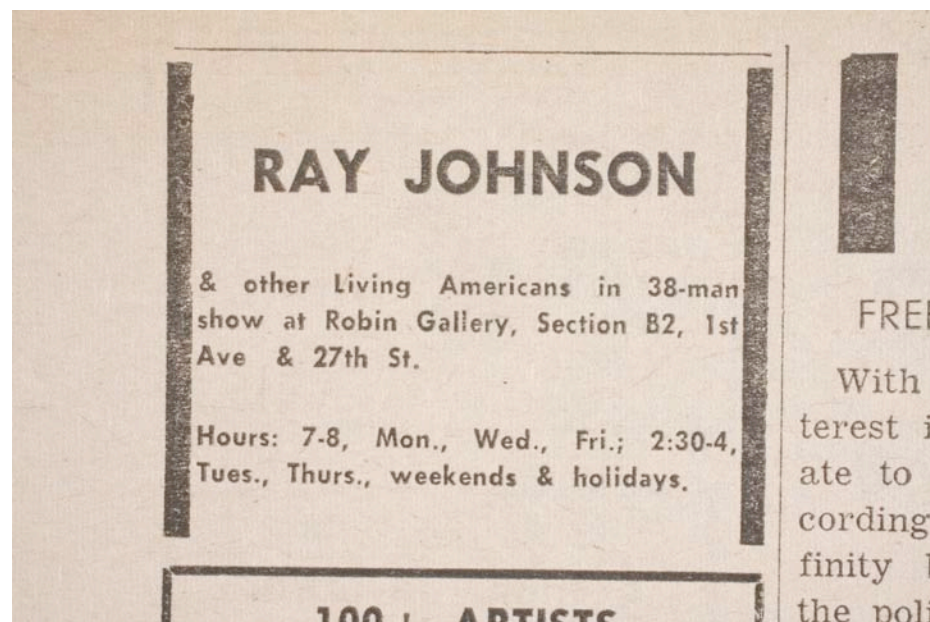 RAY JOHNSON
& other Living Americans in 38-man
show at Robin Gallery, Section B2, 1st
Ave & 27th St.
Hours: 7-8, Mon., Wed., Fri.; 2:30-4,
Tues., Thurs., weekends & holidays.
ARTISTS
With
terest
ate to
cording
finity
the